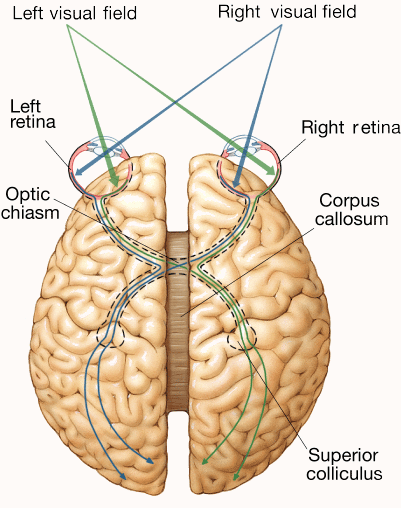 Left visual field
Right visual field
Left
retina
Right retina
Optic
chiasm
Corpus
callosum
Superior
colliculus